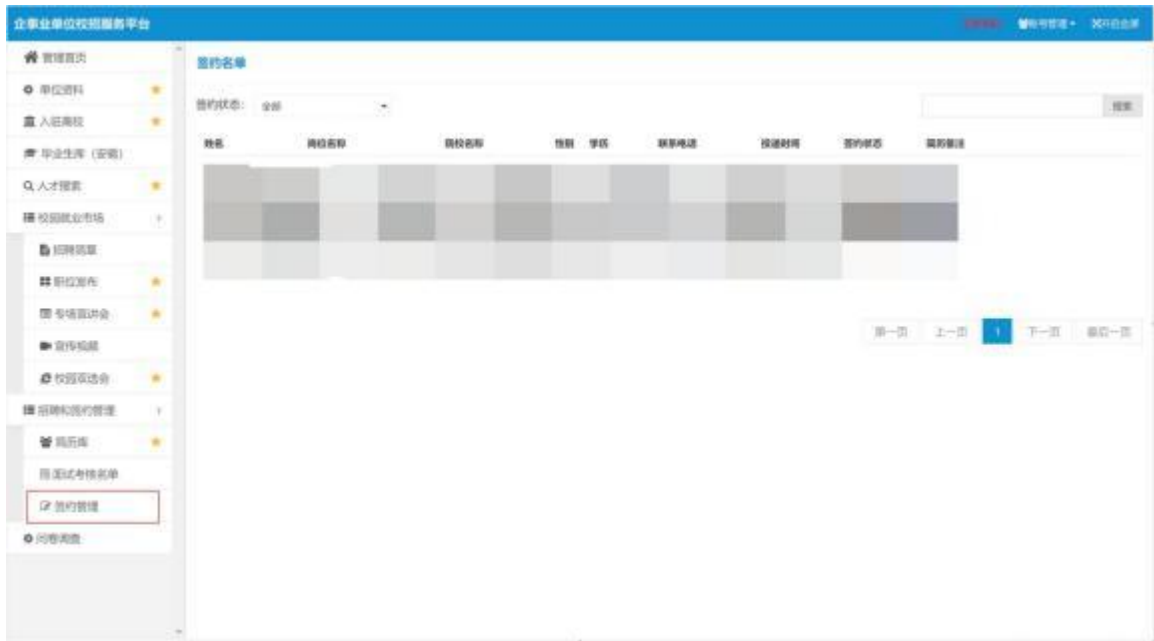 企事业单位校招服务平台
账号管理
开启全屏
管理首页
单位资料
入驻高校
毕业生库（安徽）
人才搜索
校园就业市场
招聘简章
职位发布
专场宣讲会
宣传视频
校园双选会
招聘和签约管理
简历库
面试考核名单
签约管理
问卷调查
签约名单
签约状态： 全部
搜索
姓名 岗位名称 院校名称 性别 学历 联系电话 投递时间 签约状态 简历备注
第一页 上一页 1 下一页 最后一页